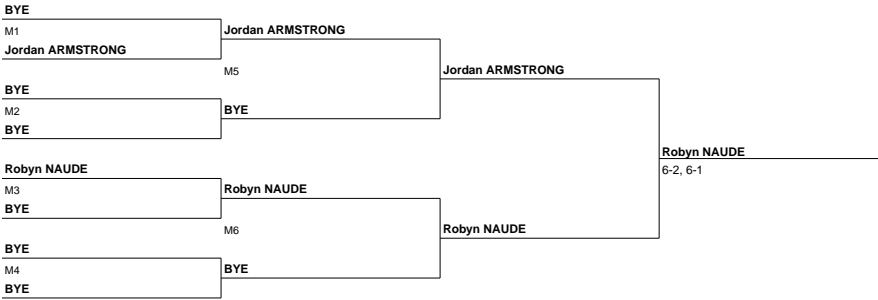 BYE
M1
Jordan ARMSTRONG
Jordan ARMSTRONG
M5
BYE
M2
BYE
BYE
Jordan ARMSTRONG
Robyn NAUDE
M3
BYE
Robyn NAUDE
M6
BYE
M4
BYE
BYE
Robyn NAUDE
Robyn NAUDE
6-2, 6-1